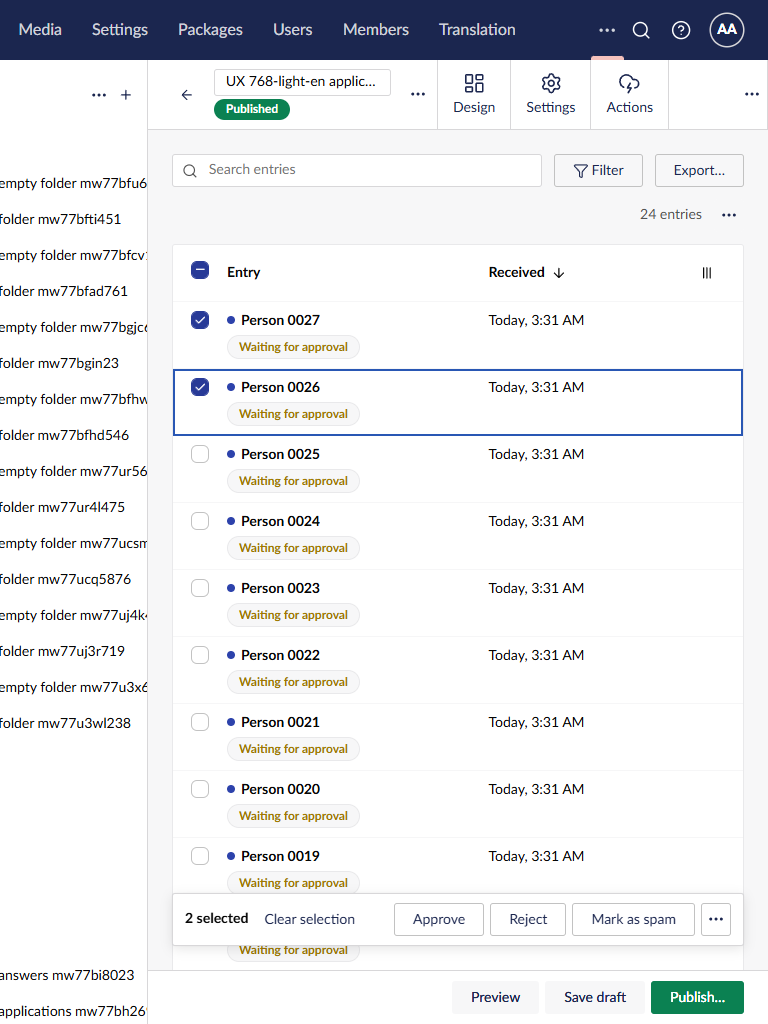 Media Settings Packages Users Members Translation AA
UX 768-light-en applic...
Published
Design
Settings
Actions
empty folder mw77bfu6
folder mw77bfti451
empty folder mw77bfcv
folder mw77bfad761
empty folder mw77bgjc
folder mw77bgin23
empty folder mw77bfhw
folder mw77bfhd546
empty folder mw77ur56
folder mw77ur4l475
empty folder mw77ucsm
folder mw77ucq5876
empty folder mw77uj4k
folder mw77uj3r719
empty folder mw77u3x6
folder mw77u3wl238
answers mw77bi8023
applications mw77bh26
Search entries
Filter
Export...
24 entries
Entry Received
Person 0027 Today, 3:31 AM
Waiting for approval
Person 0026 Today, 3:31 AM
Waiting for approval
Person 0025 Today, 3:31 AM
Waiting for approval
Person 0024 Today, 3:31 AM
Waiting for approval
Person 0023 Today, 3:31 AM
Waiting for approval
Person 0022 Today, 3:31 AM
Waiting for approval
Person 0021 Today, 3:31 AM
Waiting for approval
Person 0020 Today, 3:31 AM
Waiting for approval
Person 0019 Today, 3:31 AM
Waiting for approval
2 selected Clear selection Approve Reject Mark as spam
Waiting for approval
Preview Save draft Publish...